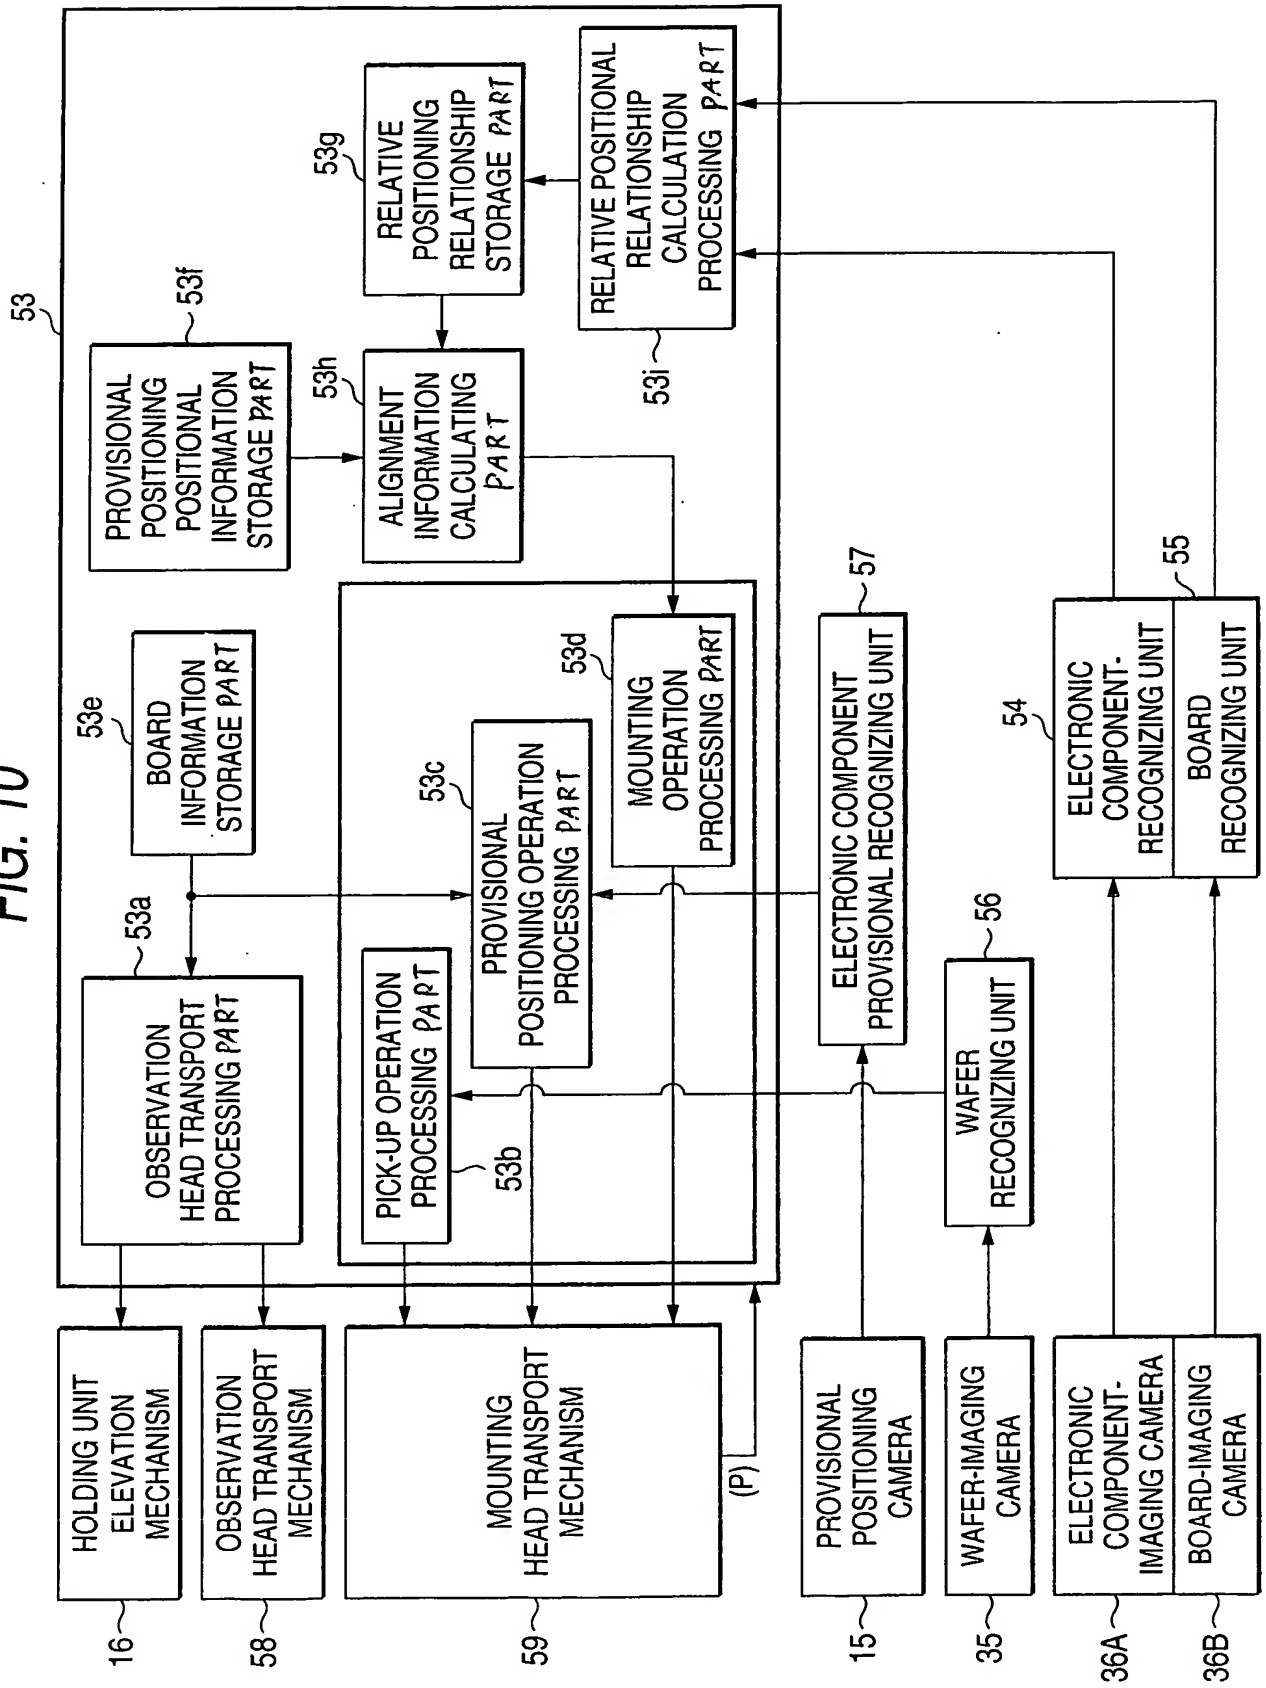 FIG. 10
53
53a
OBSERVATION
HEAD TRANSPORT
PROCESSING PART
53e
BOARD
INFORMATION
STORAGE PART
PROVISIONAL
POSITIONING
POSITIONAL
INFORMATION
STORAGE PART
53f
53g
RELATIVE
POSITIONING
RELATIONSHIP
STORAGE PART
53h
ALIGNMENT
INFORMATION
CALCULATING
PART
RELATIVE POSITIONAL
RELATIONSHIP
CALCULATION
PROCESSING PART
53i
PICK-UP OPERATION
PROCESSING PART
53b
53c
PROVISIONAL
POSITIONING OPERATION
PROCESSING PART
53d
MOUNTING
OPERATION
PROCESSING PART
HOLDING UNIT
ELEVATION
MECHANISM
16
OBSERVATION
HEAD TRANSPORT
MECHANISM
58
MOUNTING
HEAD TRANSPORT
MECHANISM
59
(P)
PROVISIONAL
POSITIONING
CAMERA
15
ELECTRONIC COMPONENT
PROVISIONAL RECOGNIZING UNIT
57
WAFER-IMAGING
CAMERA
35
WAFER
RECOGNIZING UNIT
56
ELECTRONIC
COMPONENT-
IMAGING CAMERA
36A
BOARD-IMAGING
CAMERA
36B
54
ELECTRONIC
COMPONENT-
RECOGNIZING UNIT
BOARD
RECOGNIZING UNIT
55